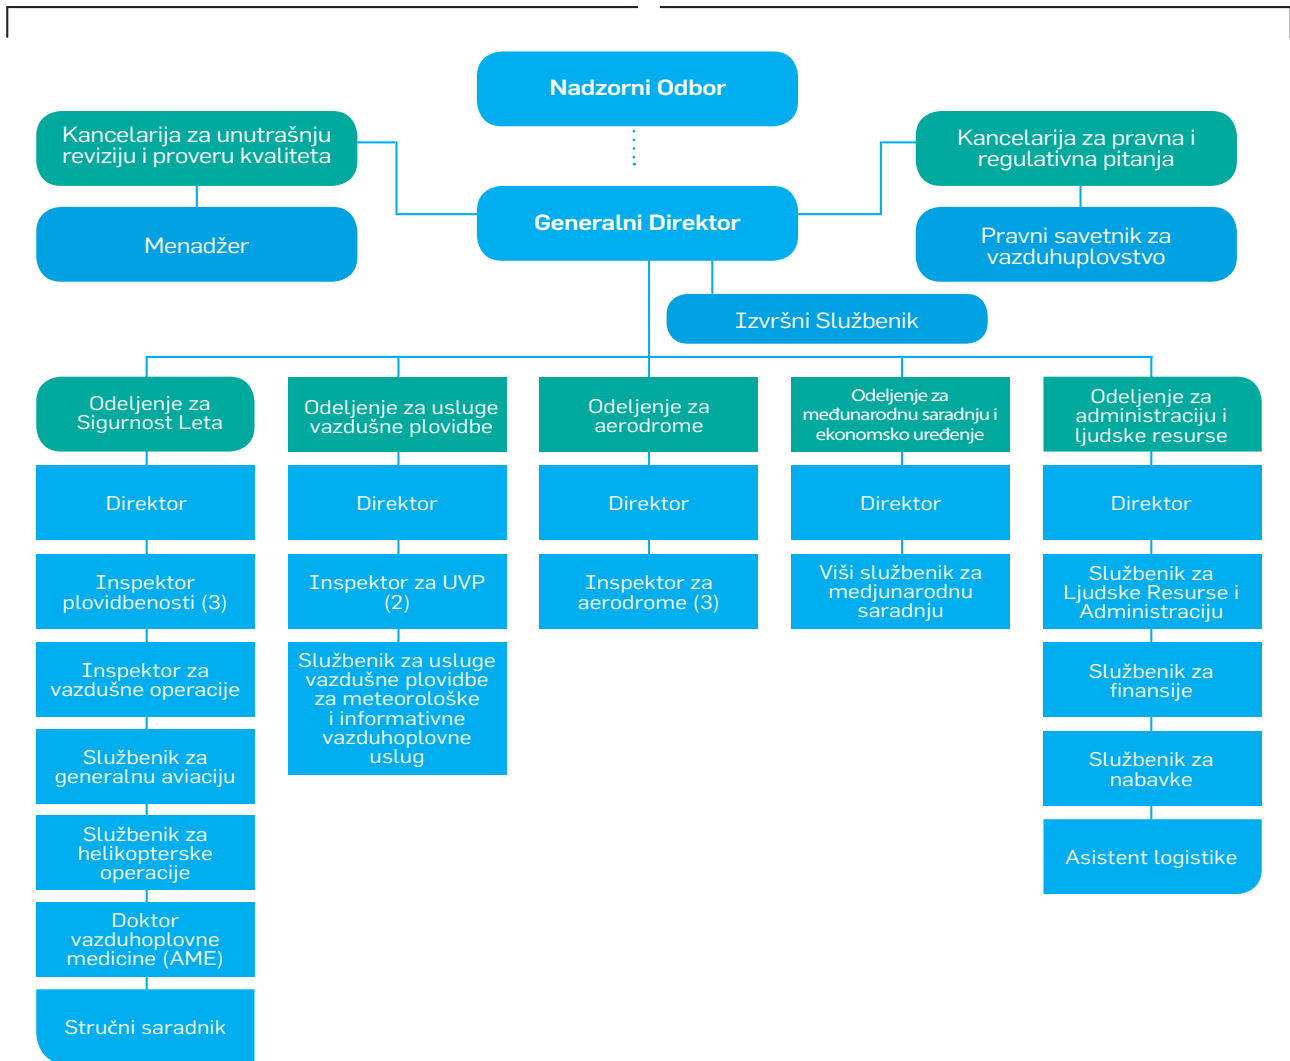 Nadzorni Odbor
Kancelarija za unutrašnju
reviziju i proveru kvaliteta
Kancelarija za pravna i
regulativna pitanja
Menadžer
Generalni Direktor
Pravni savetnik za
vazduhuplovstvo
Izvršni Službenik
Odeljenje za
Sigurnost Leta
Direktor
Inspektor
plovidbenosti (3)
Inspektor za
vazdušne operacije
Službenik za
generalnu aviaciju
Službenik za
helikopterske
operacije
Doktor
vazduhoplovne
medicine (AME)
Stručni saradnik
Odeljenje za usluge
vazdušne plovidbe
Direktor
Inspektor za UVP
(2)
Službenik za usluge
vazdušne plovidbe
za meteorološke
i informativne
vazduhoplovne
uslug
Odeljenje za
aerodrome
Direktor
Inspektor za
aerodrome (3)
Odeljenje za
međunarodnu saradnju i
ekonomsko uređenje
Direktor
Viši službenik za
medjunarodnu
saradnju
Odeljenje za
administraciju i
ljudske resurse
Direktor
Službenik za
Ljudske Resurse i
Administraciju
Službenik za
finansije
Službenik za
nabavke
Asistent logistike